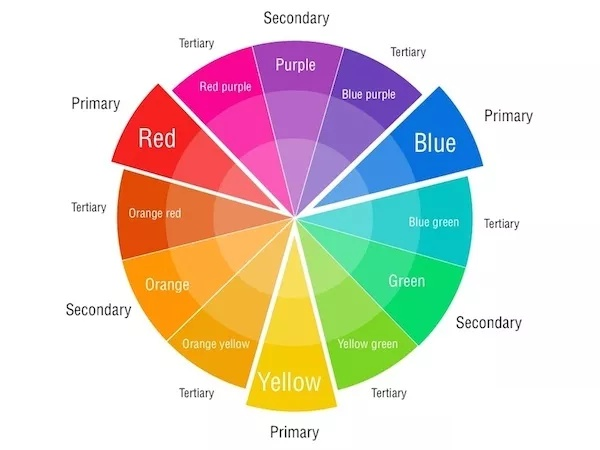 Secondary
Tertiary
Tertiary
Purple
Red purple
Blue purple
Primary
Primary
Red
Blue
Tertiary
Orange red
Blue green
Tertiary
Orange
Green
Secondary
Secondary
Orange yellow
Yellow green
Yellow
Tertiary
Tertiary
Primary